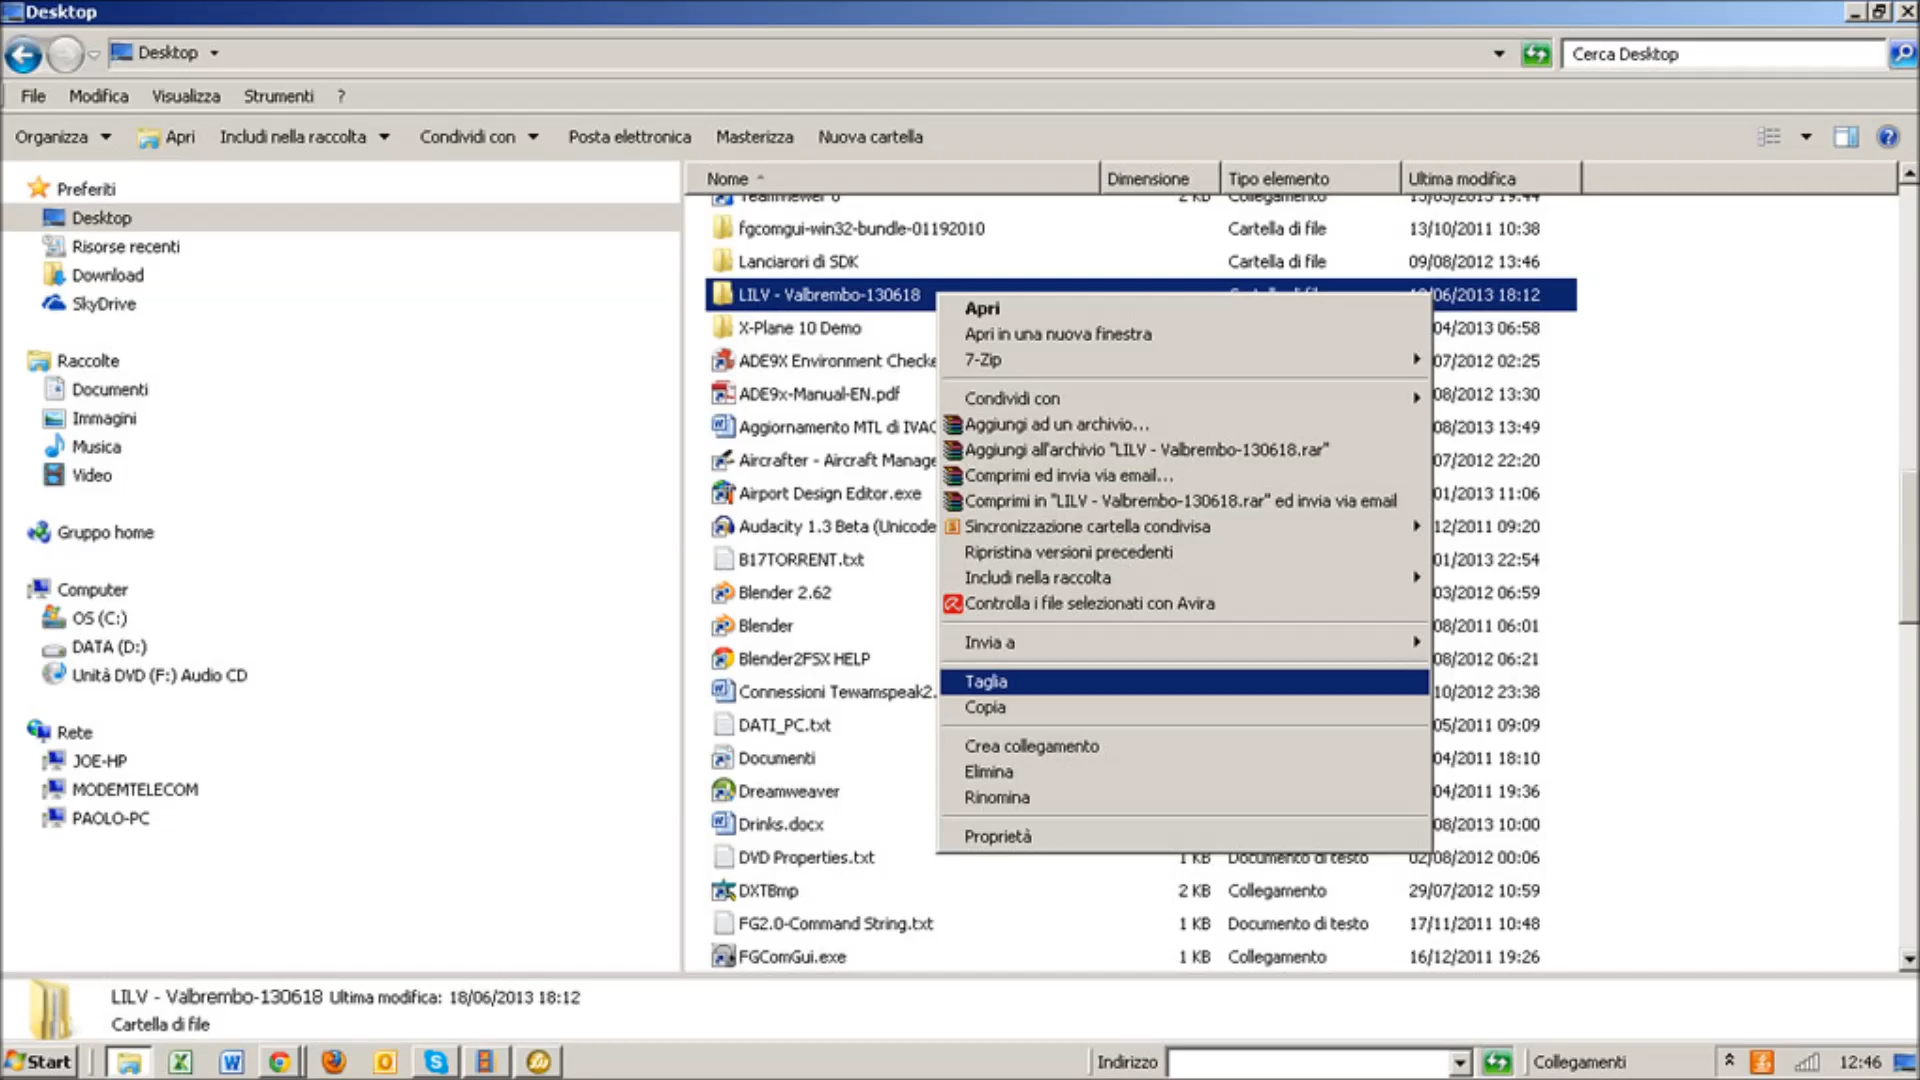 Desktop
Desktop
Cerca Desktop
File Modifica Visualizza Strumenti ?
Organizza Apri Includi nella raccolta Condividi con Posta elettronica Masterizza Nuova cartella
Preferiti
Desktop
Risorse recenti
Download
SkyDrive
Raccolte
Documenti
Immagini
Musica
Video
Gruppo home
Computer
OS (C:)
DATA (D:)
Unità DVD (F:) Audio CD
Rete
JOE-HP
MODEMTELECOM
PAOLO-PC
Nome Dimensione Tipo elemento Ultima modifica
TeamViewer 6 2 KB Collegamento 15/05/2013 19:44
fgcomgui-win32-bundle-01192010 Cartella di file 13/10/2011 10:38
Lanciarori di SDK Cartella di file 09/08/2012 13:46
LILV - Valbrembo-130618 /06/2013 18:12
X-Plane 10 Demo 04/2013 06:58
ADE9X Environment Checke 07/2012 02:25
ADE9x-Manual-EN.pdf 08/2012 13:30
Aggiornamento MTL di IVAC 08/2013 13:49
Aircrafter - Aircraft Manage 07/2012 22:20
Airport Design Editor.exe 01/2013 11:06
Audacity 1.3 Beta (Unicode 12/2011 09:20
B17TORRENT.txt 01/2013 22:54
Blender 2.62 03/2012 06:59
Blender 08/2011 06:01
Blender2FSX HELP 08/2012 06:21
Connessioni Tewamspeak2. 10/2012 23:38
DATI_PC.txt 05/2011 09:09
Documenti 04/2011 18:10
Dreamweaver 04/2011 19:36
Drinks.docx 08/2013 10:00
DVD Properties.txt 1 KB Documento di testo 02/08/2012 00:06
DXTBmp 2 KB Collegamento 29/07/2012 10:59
FG2.0-Command String.txt 1 KB Documento di testo 17/11/2011 10:48
FGComGui.exe 1 KB Collegamento 16/12/2011 19:26
Apri
Apri in una nuova finestra
7-Zip
Condividi con
Aggiungi ad un archivio...
Aggiungi all'archivio "LILV - Valbrembo-130618.rar"
Comprimi ed invia via email...
Comprimi in "LILV - Valbrembo-130618.rar" ed invia via email
Sincronizzazione cartella condivisa
Ripristina versioni precedenti
Includi nella raccolta
Controlla i file selezionati con Avira
Invia a
Taglia
Copia
Crea collegamento
Elimina
Rinomina
Proprietà
LILV - Valbrembo-130618 Ultima modifica: 18/06/2013 18:12
Cartella di file
Start Indirizzo Collegamenti 12:46